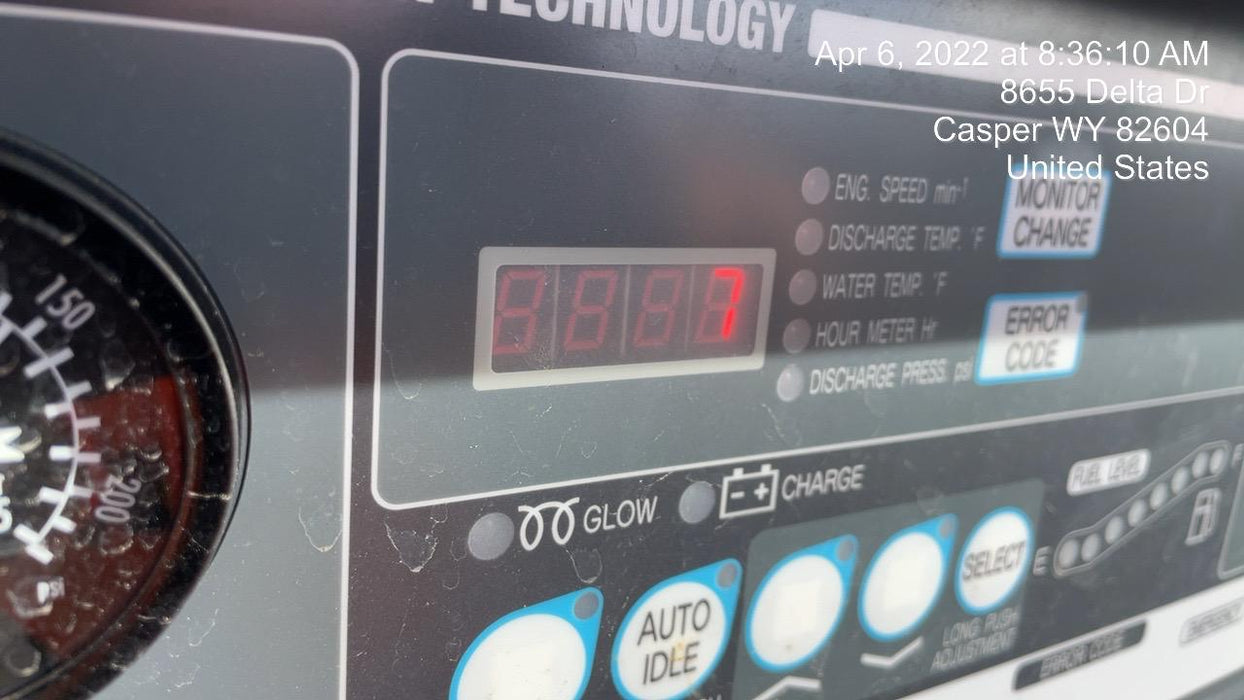 TECHNOLOGY
Apr 6, 2022 at 8:36:10 AM
8655 Delta Dr
Casper WY 82604
United States
ENG. SPEED min⁻¹
DISCHARGE TEMP. °F
WATER TEMP. °F
HOUR METER Hr
DISCHARGE PRESS. psi
MONITOR
CHANGE
ERROR
CODE
7
150
200
PSI
GLOW
- +
CHARGE
FUEL LEVEL
E
F
AUTO
IDLE
SELECT
LONG PUSH
ADJUSTMENT
ERROR CODE
EMERGENCY